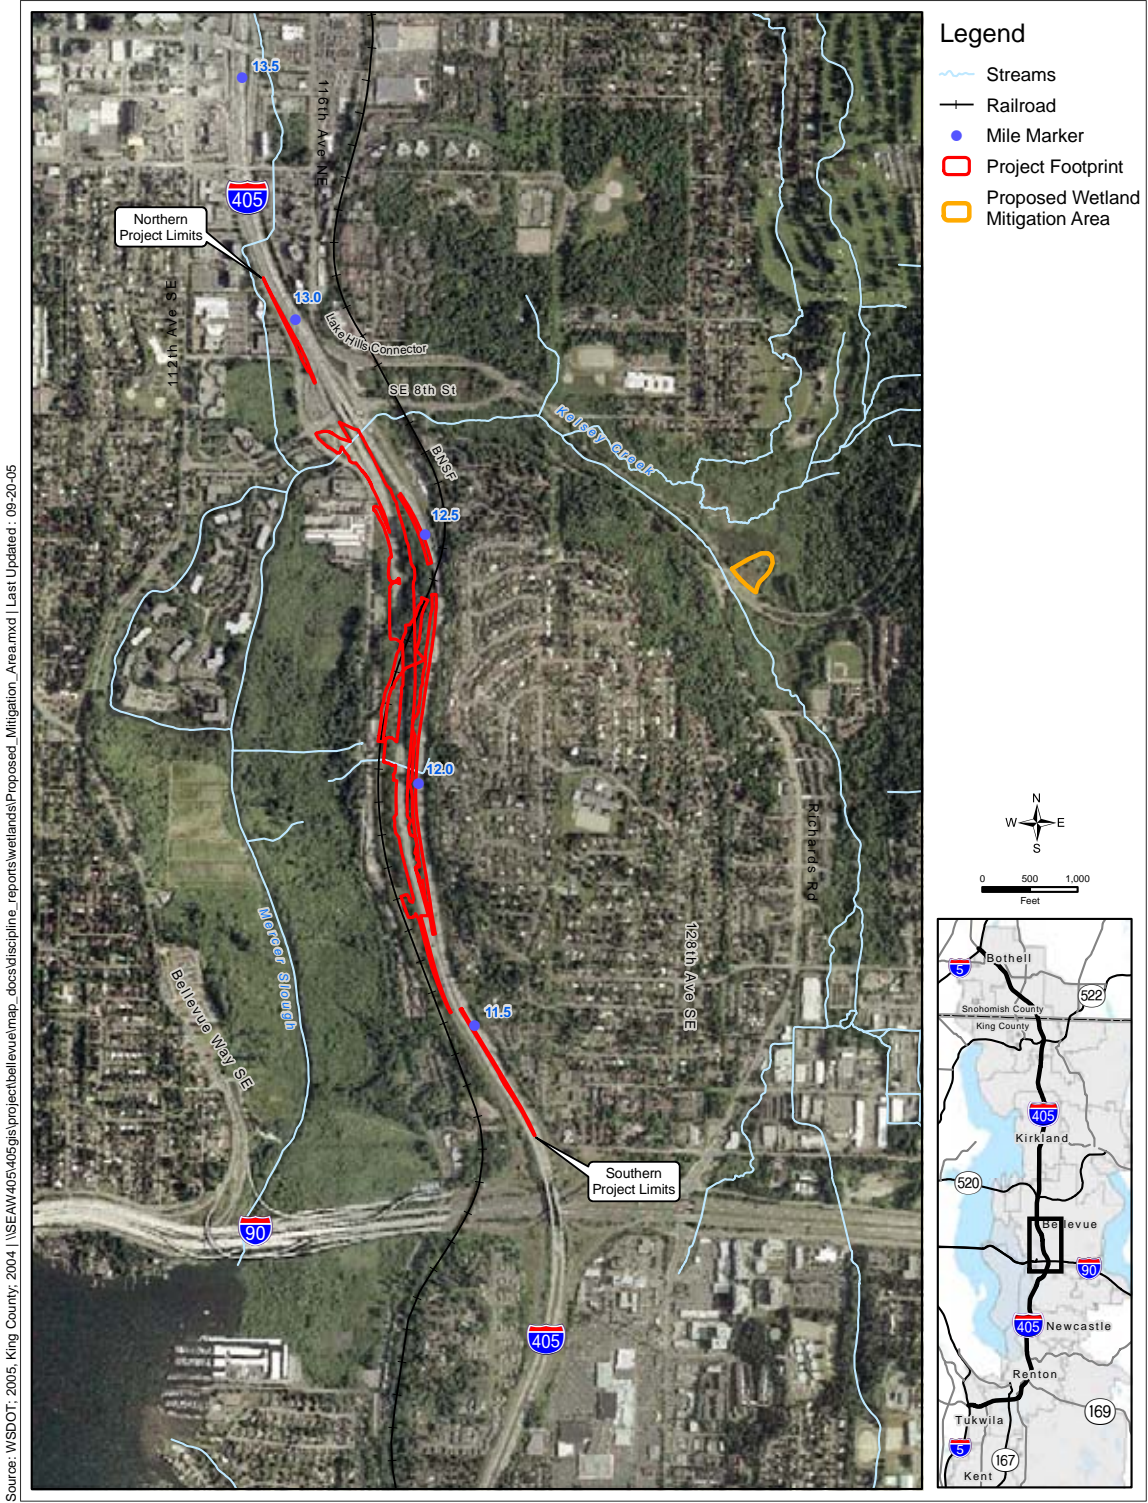 Legend
Streams
Railroad
Mile Marker
Project Footprint
Proposed Wetland
Mitigation Area
13.5
116th Ave NE
405
Northern
Project Limits
112th Ave SE
13.0
Lake Hills Connector
SE 8th St
Kelsey Creek
BNSF
12.5
12.0
Richards Rd
Mercer Slough
128th Ave SE
Bellevue Way SE
11.5
Southern
Project Limits
90
405
N
W E
S
0 500 1,000
Feet
Bothell
5
522
Snohomish County
King County
405
Kirkland
520
Bellevue
90
405
Newcastle
Renton
169
Tukwila
5
167
Kent
Source: WSDOT; 2005, King County; 2004 | \\SEAW405\405gis\project\bellevue\map_docs\discipline_reports\wetlands\Proposed_Mitigation_Area.mxd | Last Updated : 09-20-05